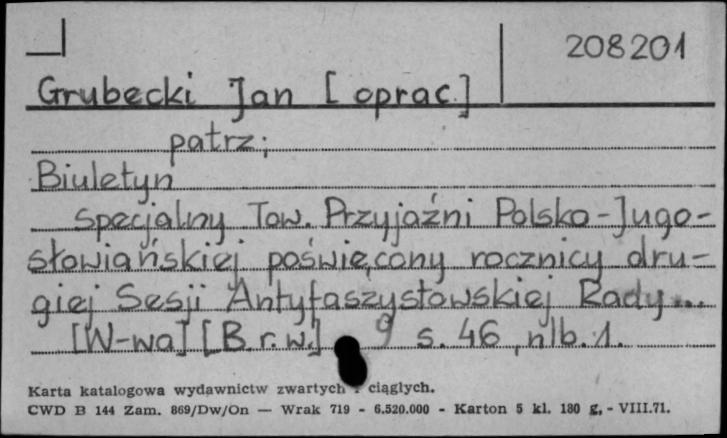 208201
Grubecki Jan [oprac.]
patrz:
Biuletyn
specjalny Tow. Przyjaźni Polsko-Jugo-
słowiańskiej poświęcony rocznicy dru-
giej Sesji Antyfaszystowskiej Rady...
[W-wa] [B.r.w.] 9 s. 46, nlb. 1.
Karta katalogowa wydawnictw zwartych i ciągłych.
CWD B 144 Zam. 869/Dw/On — Wrak 719 - 6.520.000 - Karton 5 kl. 180 g. - VIII.71.